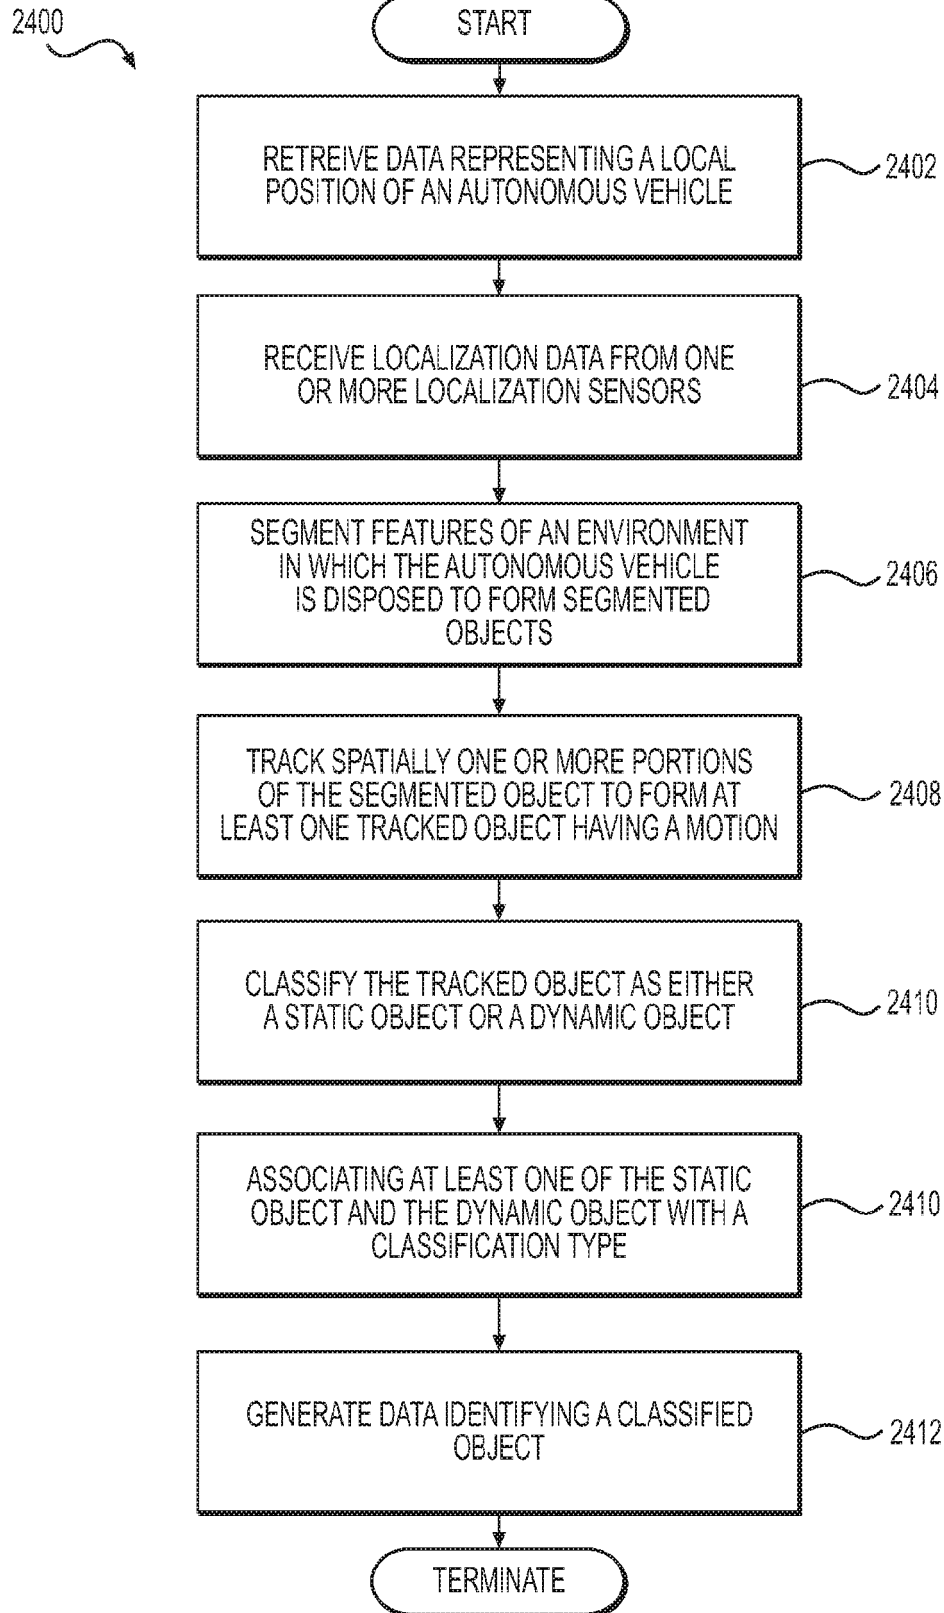 2400
START
RETREIVE DATA REPRESENTING A LOCAL
POSITION OF AN AUTONOMOUS VEHICLE
2402
RECEIVE LOCALIZATION DATA FROM ONE
OR MORE LOCALIZATION SENSORS
2404
SEGMENT FEATURES OF AN ENVIRONMENT
IN WHICH THE AUTONOMOUS VEHICLE
IS DISPOSED TO FORM SEGMENTED
OBJECTS
2406
TRACK SPATIALLY ONE OR MORE PORTIONS
OF THE SEGMENTED OBJECT TO FORM AT
LEAST ONE TRACKED OBJECT HAVING A MOTION
2408
CLASSIFY THE TRACKED OBJECT AS EITHER
A STATIC OBJECT OR A DYNAMIC OBJECT
2410
ASSOCIATING AT LEAST ONE OF THE STATIC
OBJECT AND THE DYNAMIC OBJECT WITH A
CLASSIFICATION TYPE
2410
GENERATE DATA IDENTIFYING A CLASSIFIED
OBJECT
2412
TERMINATE